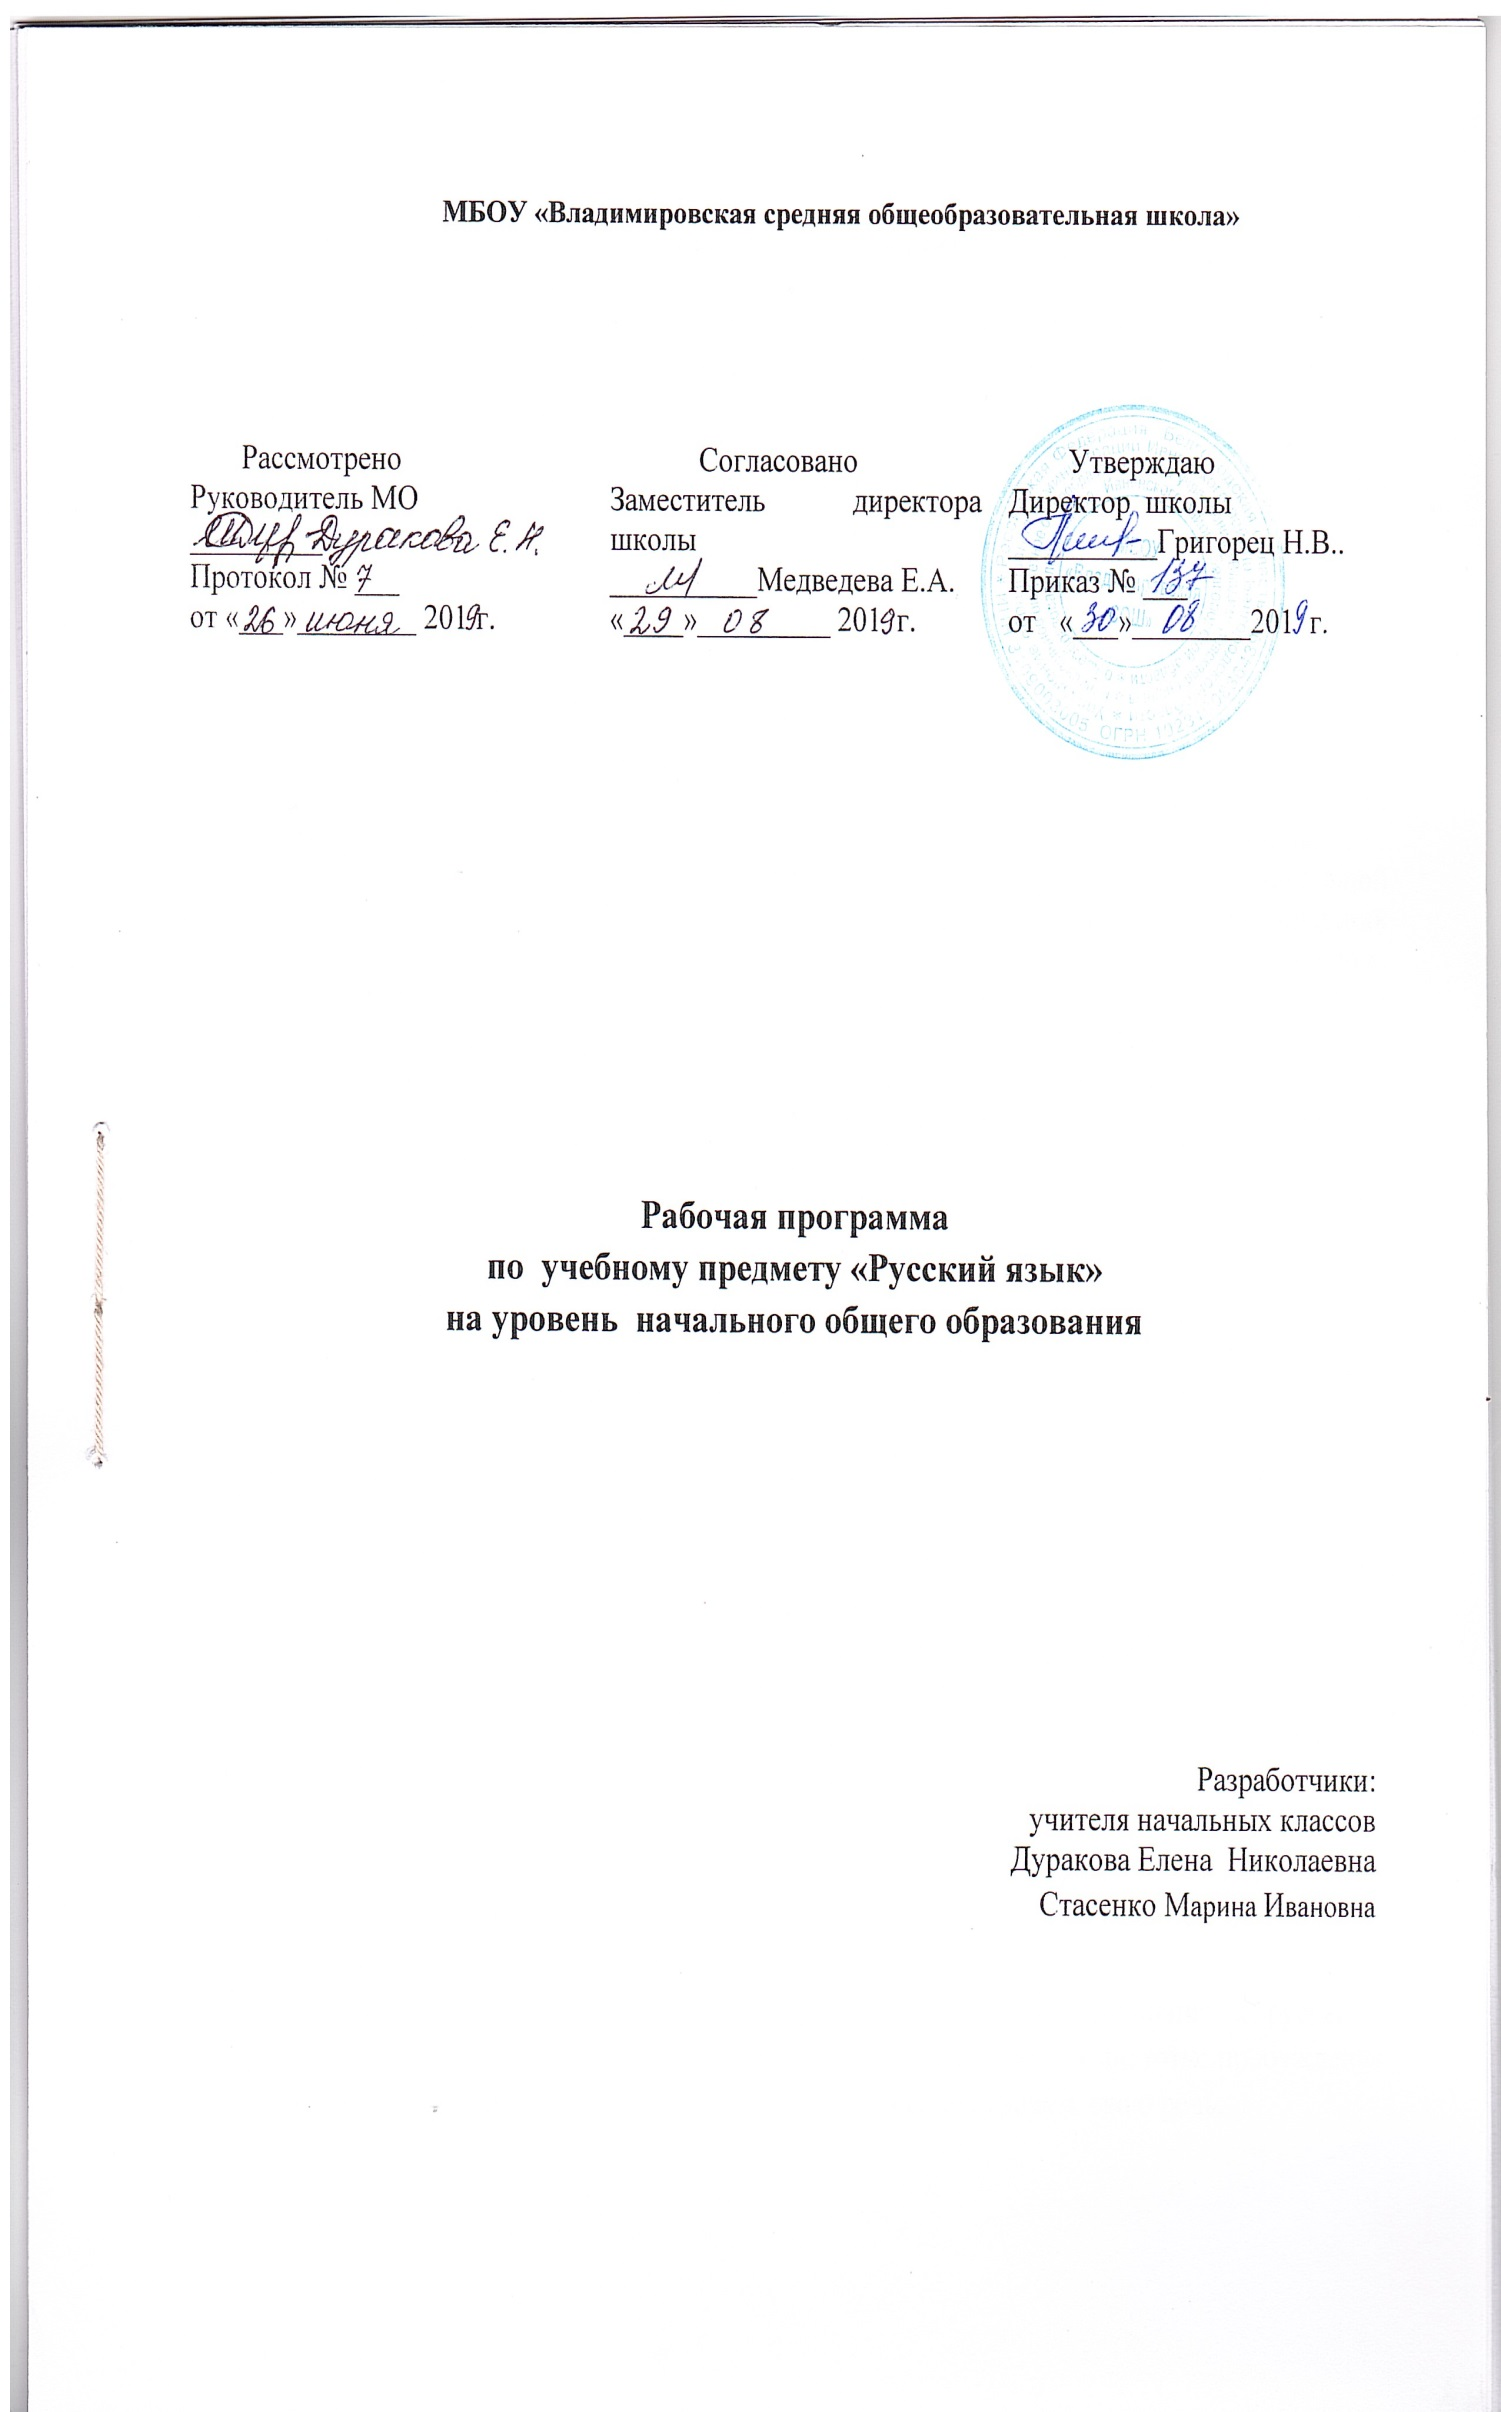 МБОУ «Владимировская средняя общеобразовательная школа»
Рассмотрено
Руководитель МО
Дуракова Е. Н.
Протокол № 7
от «26» июня 2019г.
Согласовано
Заместитель директора
школы
Медведева Е.А.
«29» 08 2019г.
Утверждаю
Директор школы
Григорец Н.В..
Приказ № 137
от «30» 08 2019 г.
ОГРН
Рабочая программа
по учебному предмету «Русский язык»
на уровень начального общего образования
Разработчики:
учителя начальных классов
Дуракова Елена Николаевна
Стасенко Марина Ивановна